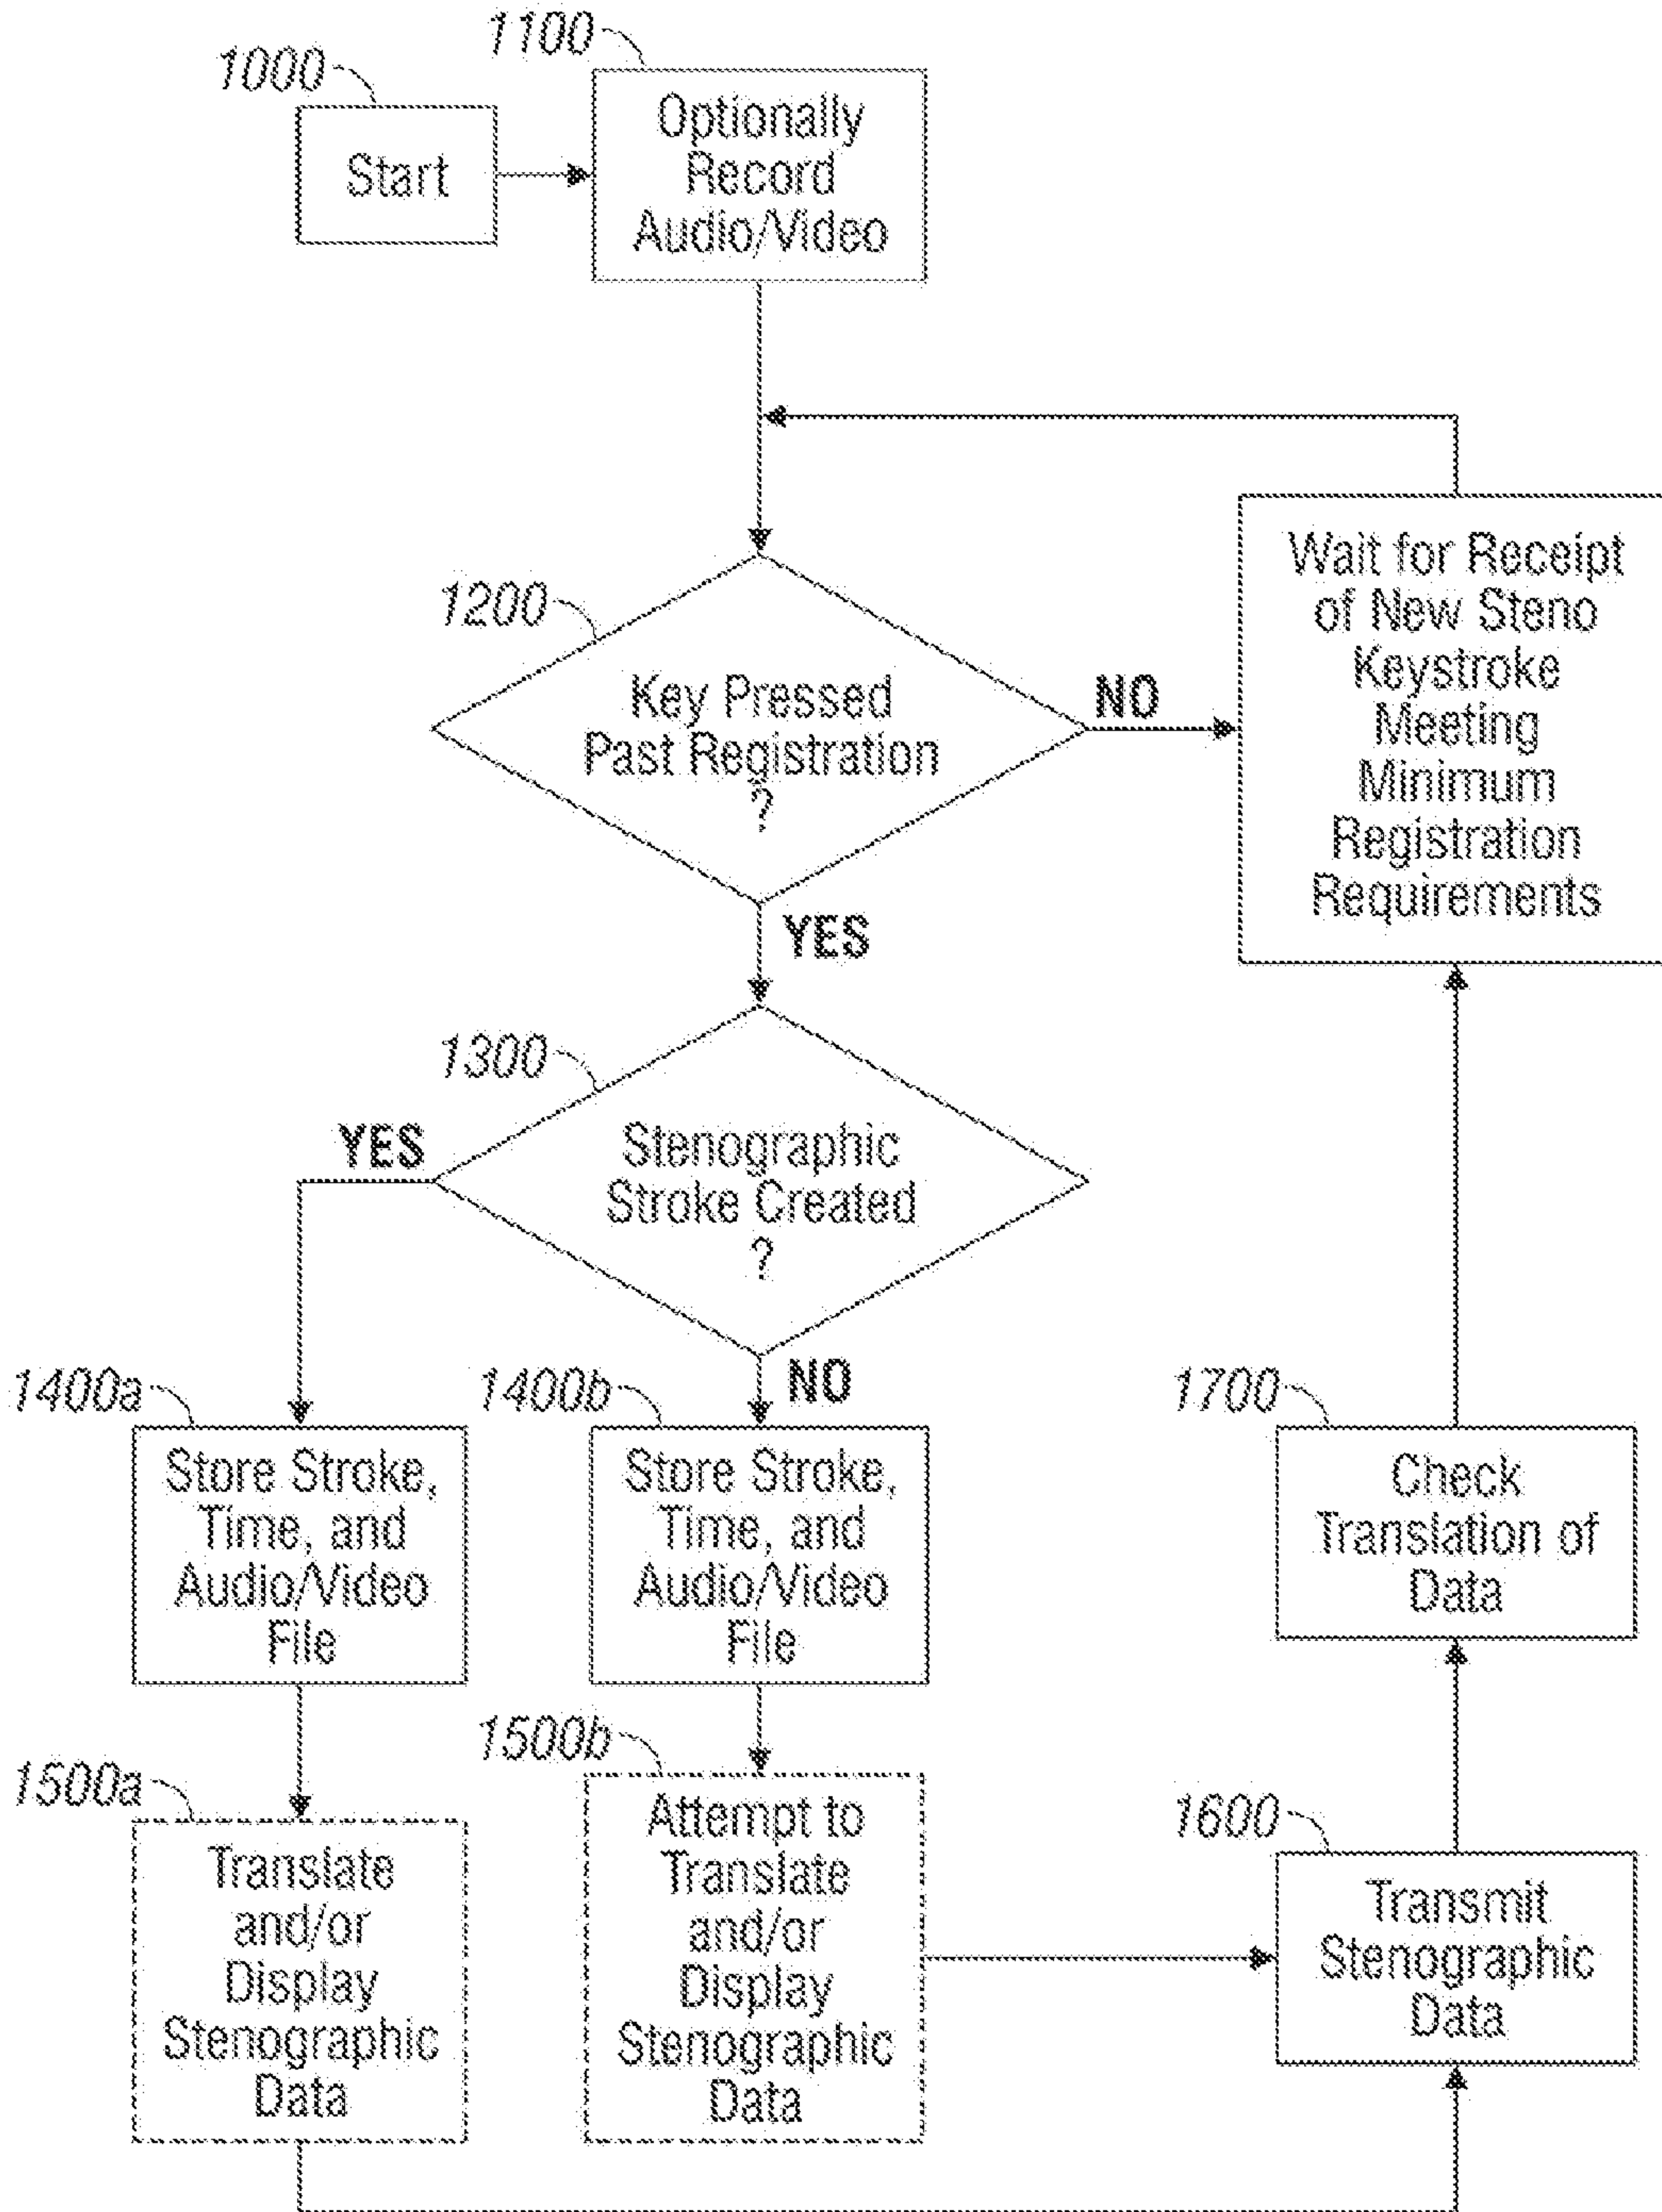 1000
Start
1100
Optionally
Record
Audio/Video
1200
Key Pressed
Past Registration
?
NO
Wait for Receipt
of New Steno
Keystroke
Meeting
Minimum
Registration
Requirements
YES
1300
Stenographic
Stroke Created
?
YES
NO
1400a
Store Stroke,
Time, and
Audio/Video
File
1400b
Store Stroke,
Time, and
Audio/Video
File
1500a
Translate
and/or
Display
Stenographic
Data
1500b
Attempt to
Translate
and/or
Display
Stenographic
Data
1600
Transmit
Stenographic
Data
1700
Check
Translation of
Data